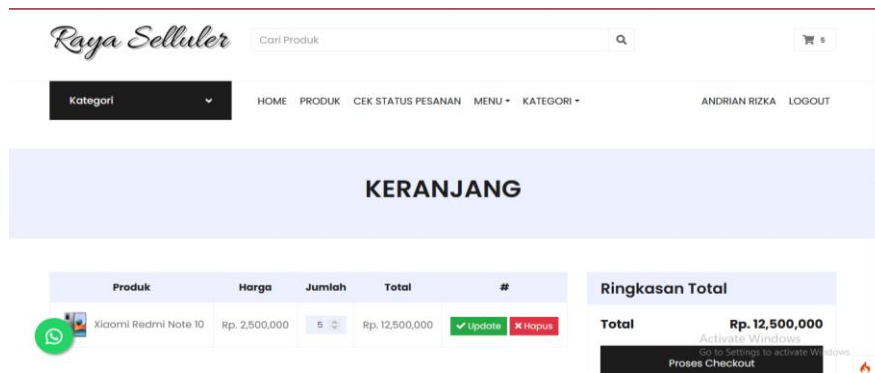 Raya Selluler
Cari Produk
5
Kategori
HOME PRODUK CEK STATUS PESANAN MENU KATEGORI ANDRIAN RIZKA LOGOUT
KERANJANG
Produk Harga Jumlah Total #
Xiaomi Redmi Note 10 Rp. 2,500,000 5 Rp. 12,500,000 Update Hapus
Ringkasan Total
Total Rp. 12,500,000
Activate Windows
Go to Settings to activate Windows.
Proses Checkout